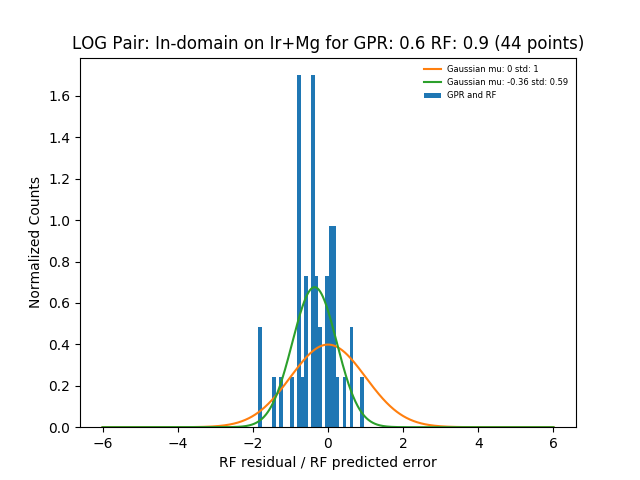 LOG Pair: In-domain on Ir+Mg for GPR: 0.6 RF: 0.9 (44 points)
Gaussian mu: 0 std: 1
Gaussian mu: -0.36 std: 0.59
GPR and RF
Normalized Counts
1.6
1.4
1.2
1.0
0.8
0.6
0.4
0.2
0.0
−6 −4 −2 0 2 4 6
RF residual / RF predicted error